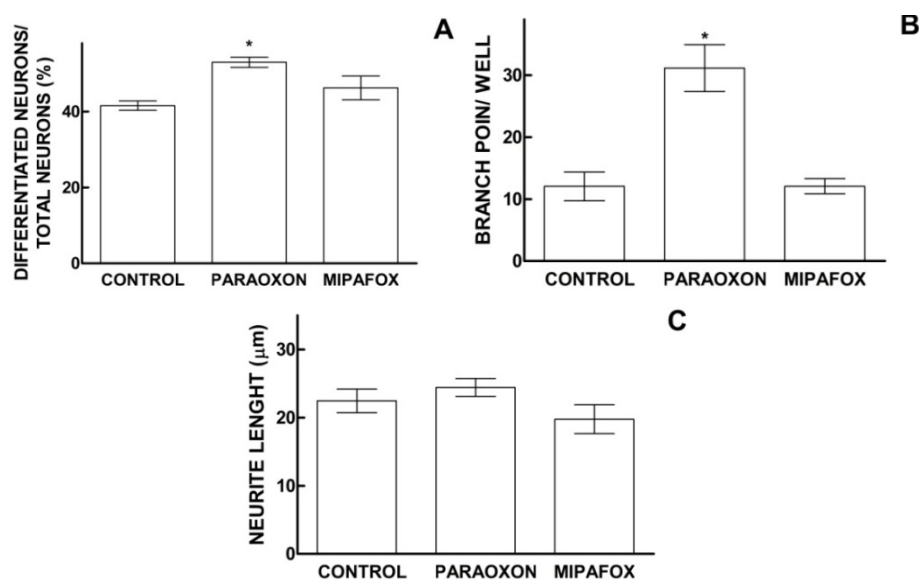 A
DIFFERENTIATED NEURONS/
TOTAL NEURONS (%)
40
20
0
*
CONTROL PARAOXON MIPAFOX
B
BRANCH POIN/ WELL
30
20
10
0
*
CONTROL PARAOXON MIPAFOX
C
NEURITE LENGHT (μm)
30
20
10
0
CONTROL PARAOXON MIPAFOX